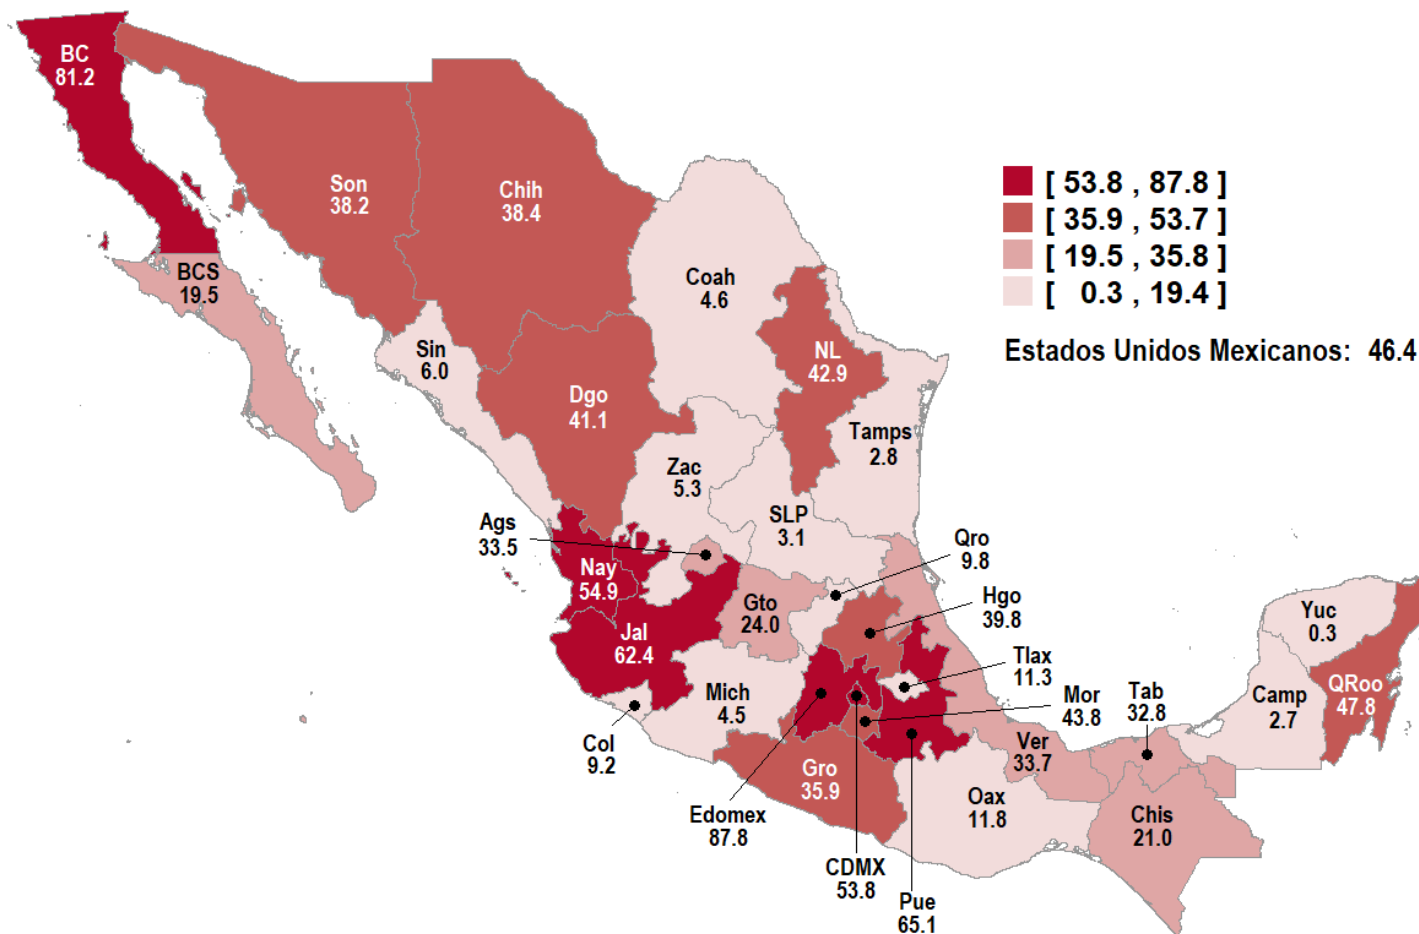 BC
81.2
Son
38.2
Chih
38.4
[ 53.8 , 87.8 ]
[ 35.9 , 53.7 ]
[ 19.5 , 35.8 ]
[ 0.3 , 19.4 ]
Estados Unidos Mexicanos: 46.4
BCS
19.5
Coah
4.6
Sin
6.0
NL
42.9
Dgo
41.1
Tamps
2.8
Zac
5.3
SLP
3.1
Ags
33.5
Qro
9.8
Nay
54.9
Hgo
39.8
Gto
24.0
Yuc
0.3
Jal
62.4
Tlax
11.3
Mich
4.5
Mor
43.8
Tab
32.8
Camp
2.7
QRoo
47.8
Col
9.2
Ver
33.7
Gro
35.9
Oax
11.8
Chis
21.0
Edomex
87.8
CDMX
53.8
Pue
65.1